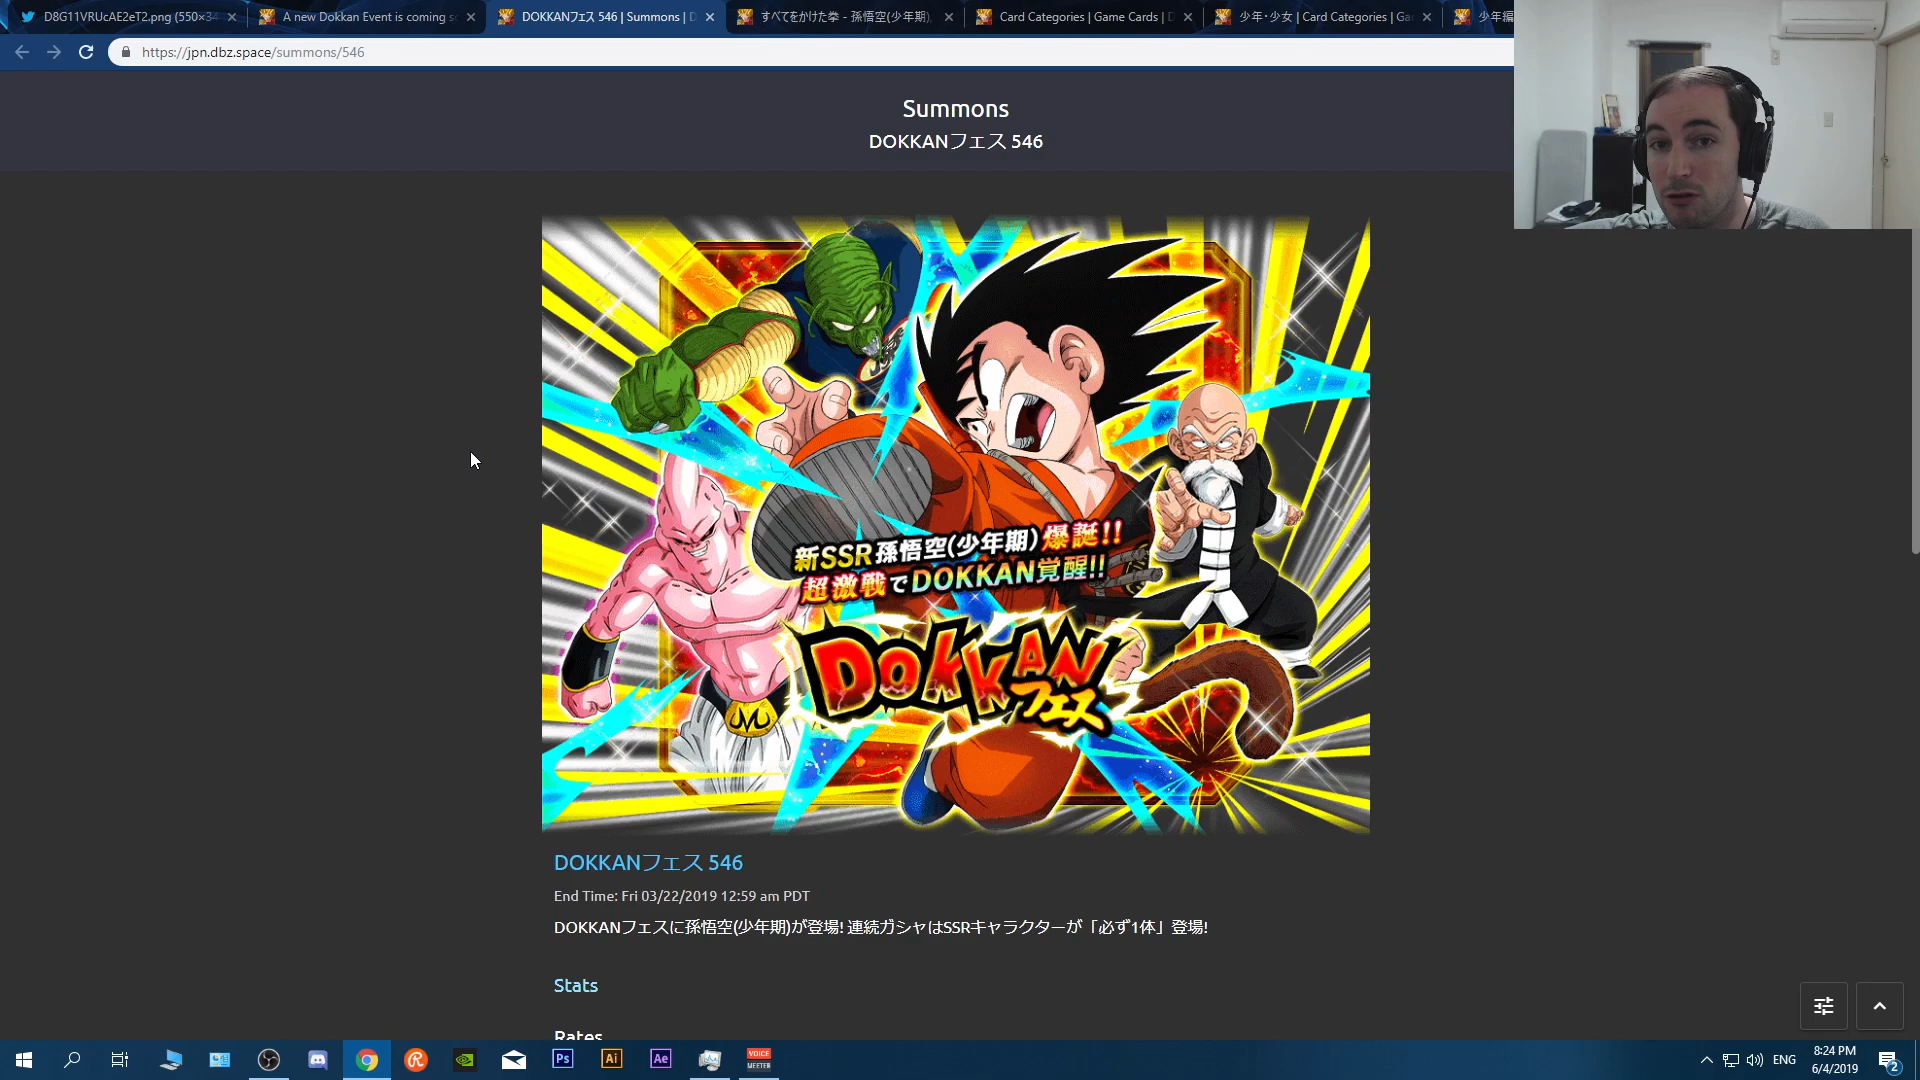 D8G11VRUcAE2eT2.png (550×34
A new Dokkan Event is coming so
DOKKANフェス 546 | Summons | D
すべてをかけた拳 - 孫悟空(少年期),
Card Categories | Game Cards | D
少年・少女 | Card Categories | Ga
少年編
https://jpn.dbz.space/summons/546
Summons
DOKKANフェス 546
新SSR孫悟空(少年期)爆誕!!
超激戦でDOKKAN覚醒!!
DOKKAN
フェス
DOKKANフェス 546
End Time: Fri 03/22/2019 12:59 am PDT
DOKKANフェスに孫悟空(少年期)が登場! 連続ガシャはSSRキャラクターが「必ず1体」登場!
Stats
Rates
Ps
Ai
Ae
VOICE
MEETER
ENG
8:24 PM
6/4/2019
2